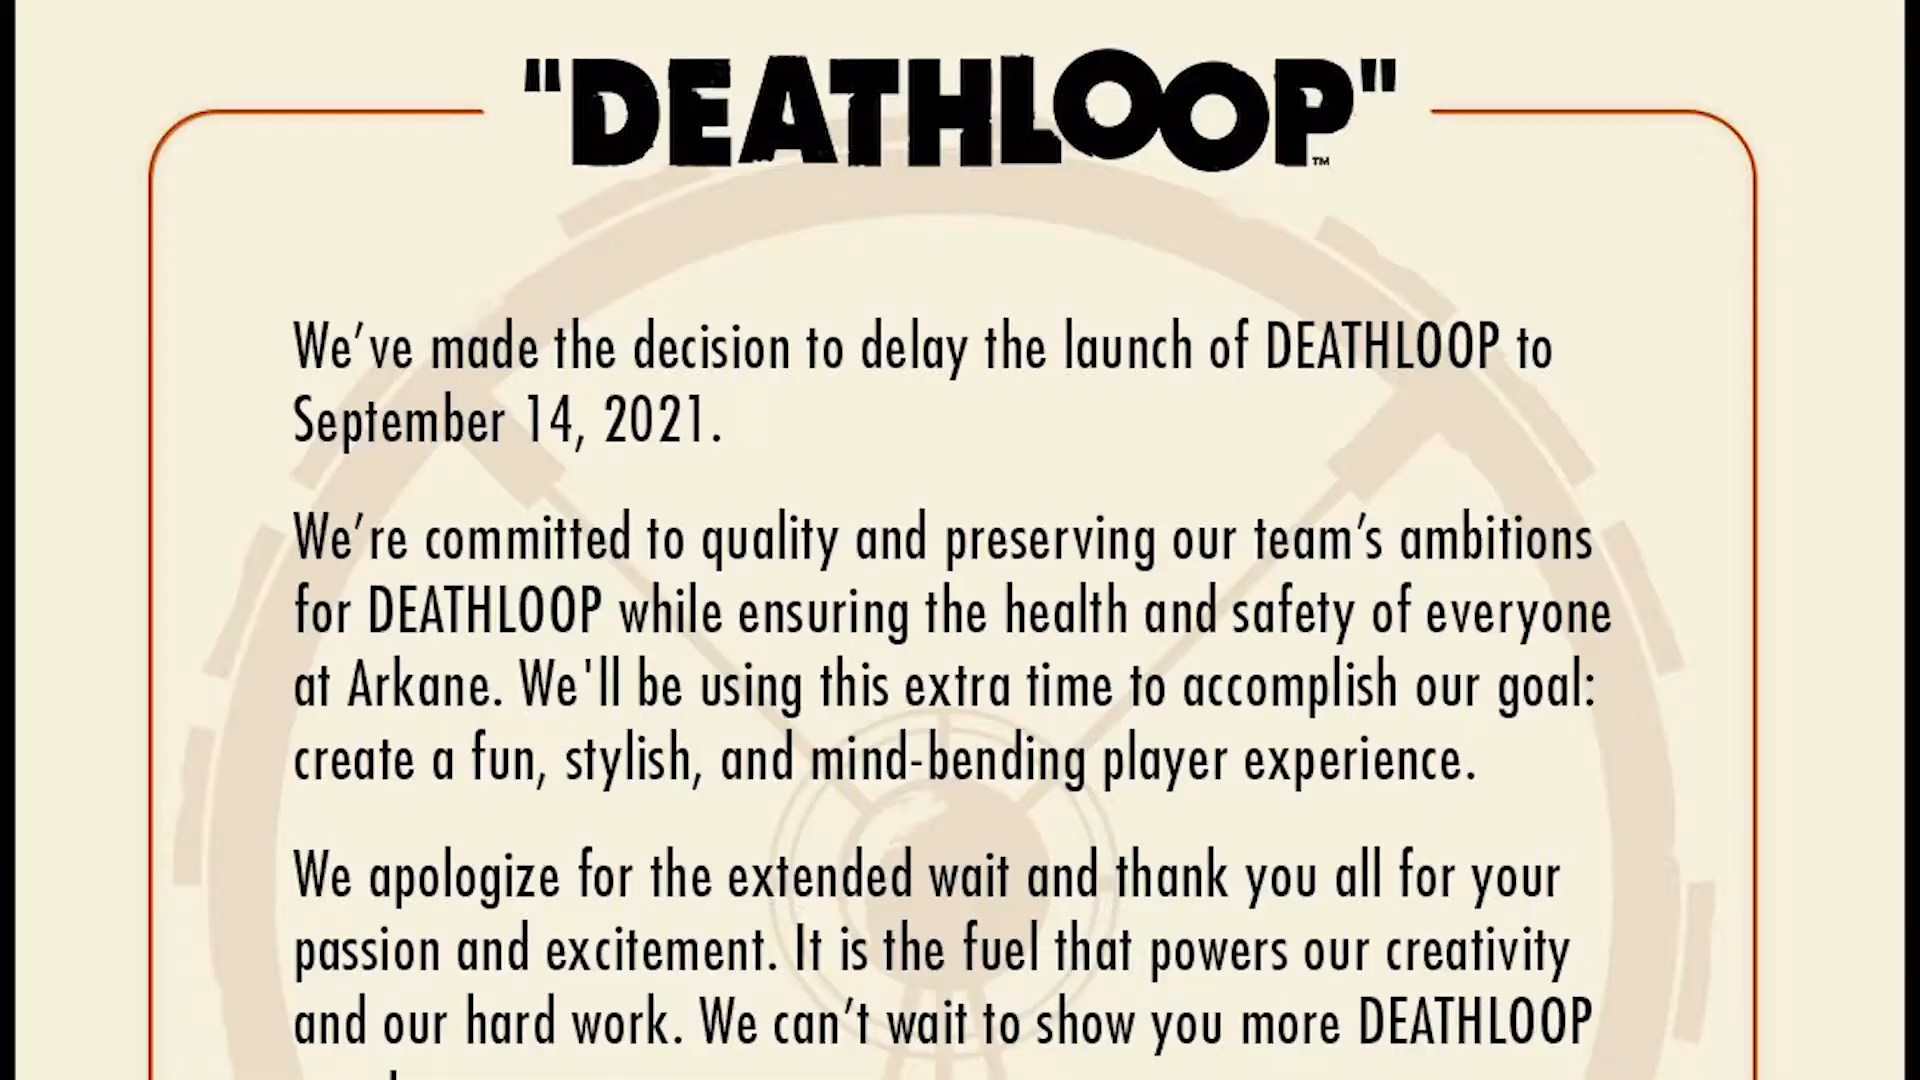 "DEATHLOOP"™
We’ve made the decision to delay the launch of DEATHLOOP to
September 14, 2021.
We’re committed to quality and preserving our team’s ambitions
for DEATHLOOP while ensuring the health and safety of everyone
at Arkane. We'll be using this extra time to accomplish our goal:
create a fun, stylish, and mind-bending player experience.
We apologize for the extended wait and thank you all for your
passion and excitement. It is the fuel that powers our creativity
and our hard work. We can’t wait to show you more DEATHLOOP